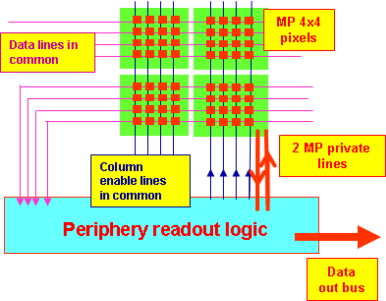 MP 4x4
pixels
Data lines in
common
2 MP private
lines
Column
enable lines
in common
Periphery readout logic
Data
out bus